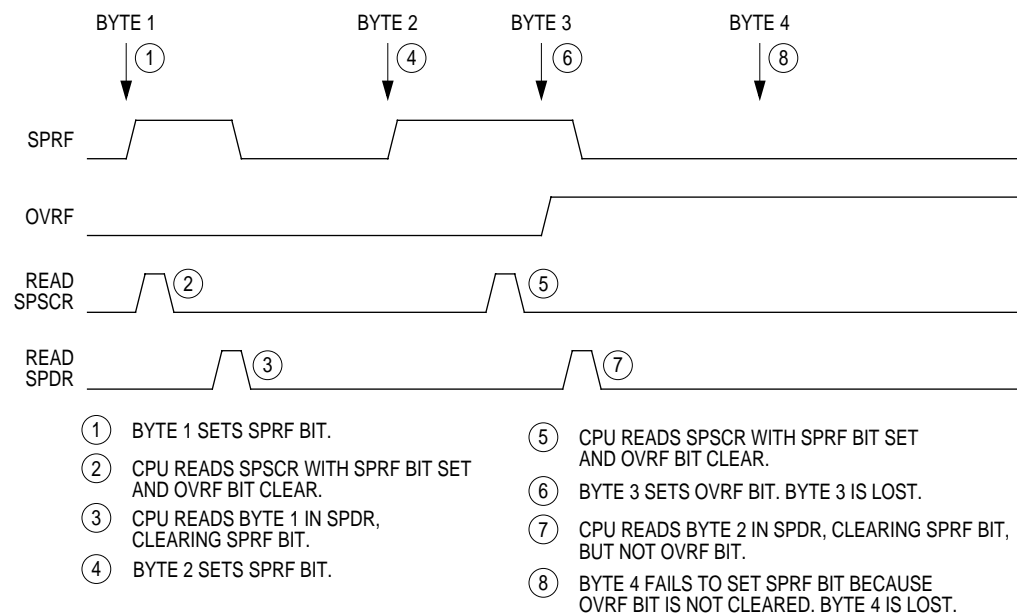 BYTE 1 BYTE 2 BYTE 3 BYTE 4
1 4 6 8
SPRF
OVRF
READ
SPSCR
2 5
READ
SPDR
3 7
1 BYTE 1 SETS SPRF BIT.
2 CPU READS SPSCR WITH SPRF BIT SET
AND OVRF BIT CLEAR.
3 CPU READS BYTE 1 IN SPDR,
CLEARING SPRF BIT.
4 BYTE 2 SETS SPRF BIT.
5 CPU READS SPSCR WITH SPRF BIT SET
AND OVRF BIT CLEAR.
6 BYTE 3 SETS OVRF BIT. BYTE 3 IS LOST.
7 CPU READS BYTE 2 IN SPDR, CLEARING SPRF BIT,
BUT NOT OVRF BIT.
8 BYTE 4 FAILS TO SET SPRF BIT BECAUSE
OVRF BIT IS NOT CLEARED. BYTE 4 IS LOST.